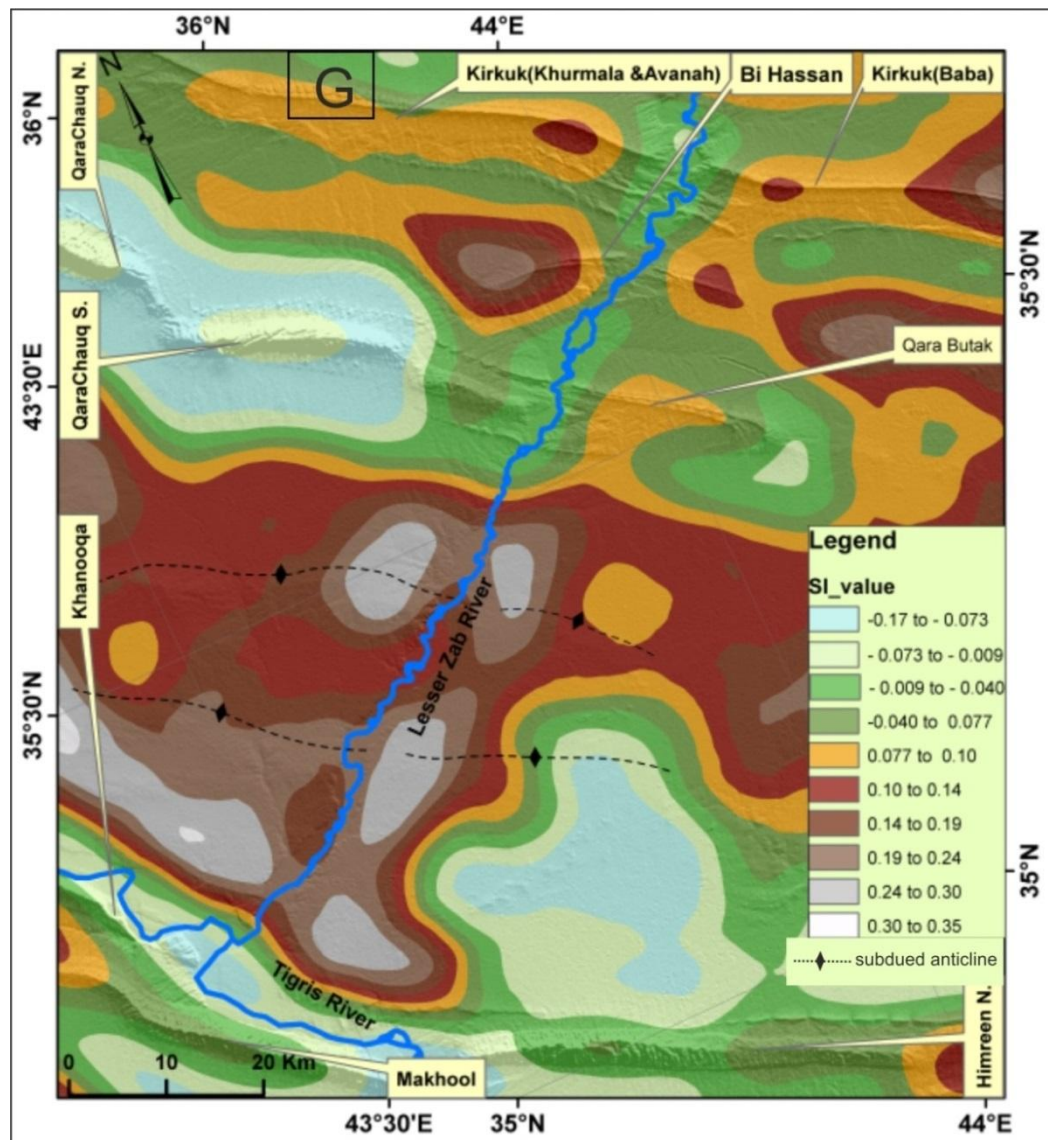 36°N
44°E
N
G
QaraChauq N.
Kirkuk(Khurmala &Avanah)
Bi Hassan
Kirkuk(Baba)
36°N
35°30'N
QaraChauq S.
Qara Butak
43°30'E
Khanooqa
Lesser Zab River
Legend
SI_value
-0.17 to - 0.073
- 0.073 to - 0.009
- 0.009 to - 0.040
-0.040 to 0.077
0.077 to 0.10
0.10 to 0.14
0.14 to 0.19
0.19 to 0.24
0.24 to 0.30
0.30 to 0.35
subdued anticline
35°30'N
35°N
Tigris River
Himreen N.
0 10 20 Km
Makhool
43°30'E
35°N
44°E